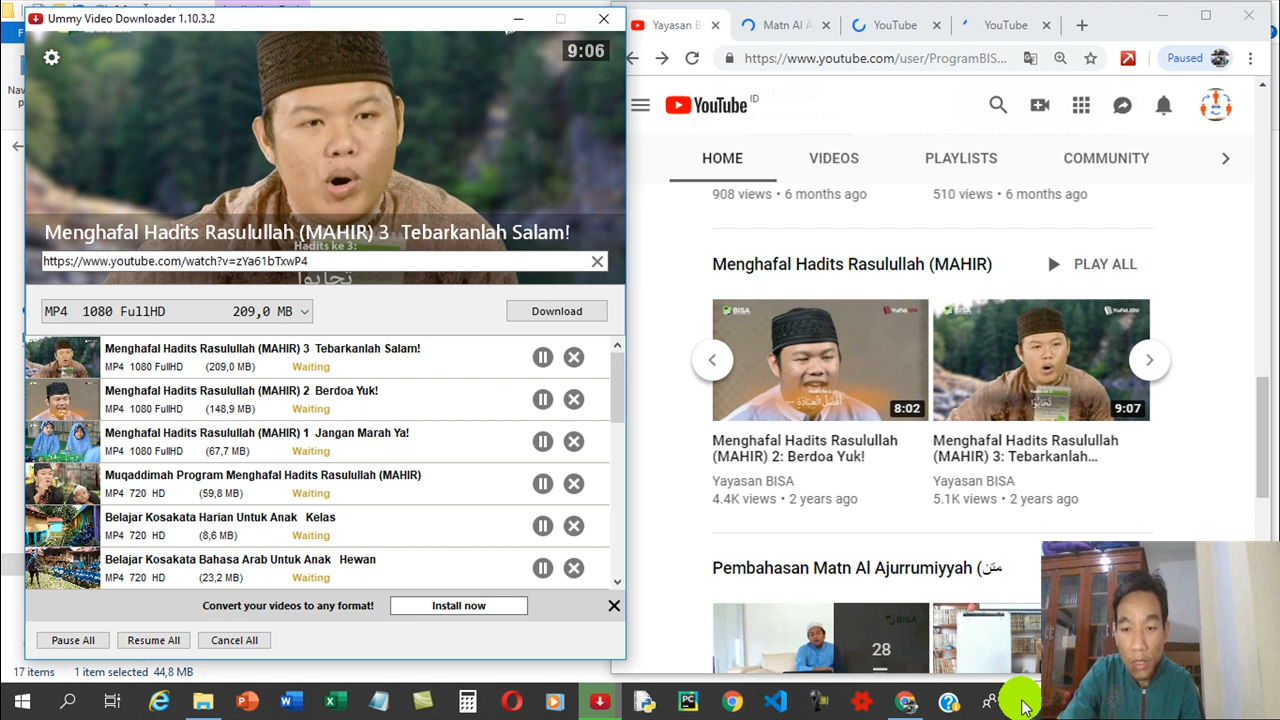 Ummy Video Downloader 1.10.3.2
9:06
Menghafal Hadits Rasulullah (MAHIR) 3 Tebarkanlah Salam!
Hadits ke 3:
https://www.youtube.com/watch?v=zYa61bTxwP4
MP4 1080 FullHD 209,0 MB
Download
Menghafal Hadits Rasulullah (MAHIR) 3 Tebarkanlah Salam!
MP4 1080 FullHD (209,0 MB) Waiting
Menghafal Hadits Rasulullah (MAHIR) 2 Berdoa Yuk!
MP4 1080 FullHD (148,9 MB) Waiting
Menghafal Hadits Rasulullah (MAHIR) 1 Jangan Marah Ya!
MP4 1080 FullHD (67,7 MB) Waiting
Muqaddimah Program Menghafal Hadits Rasulullah (MAHIR)
MP4 720 HD (59,8 MB) Waiting
Belajar Kosakata Harian Untuk Anak Kelas
MP4 720 HD (8,6 MB) Waiting
Belajar Kosakata Bahasa Arab Untuk Anak Hewan
MP4 720 HD (23,2 MB) Waiting
Convert your videos to any format! Install now
Pause All Resume All Cancel All
17 items 1 item selected 44,8 MB
Yayasan B Matn Al A YouTube YouTube
https://www.youtube.com/user/ProgramBIS... Paused
YouTube ID
HOME VIDEOS PLAYLISTS COMMUNITY
908 views • 6 months ago 510 views • 6 months ago
Menghafal Hadits Rasulullah (MAHIR) PLAY ALL
BISA YUFID.EDU
8:02
9:07
Menghafal Hadits Rasulullah
(MAHIR) 2: Berdoa Yuk!
Yayasan BISA
4.4K views • 2 years ago
Menghafal Hadits Rasulullah
(MAHIR) 3: Tebarkanlah...
Yayasan BISA
5.1K views • 2 years ago
Pembahasan Matn Al Ajurrumiyyah (متن
BISA
28